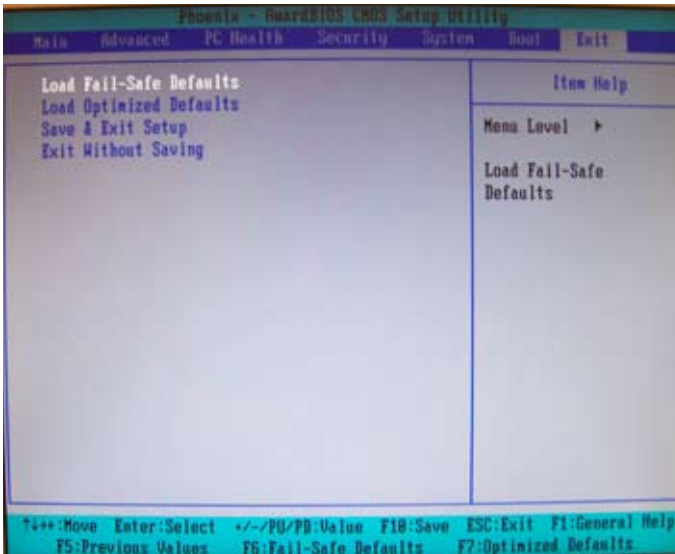 Phoenix - AwardBIOS CMOS Setup Utility
Main Advanced PC Health Security System Boot Exit
Load Fail-Safe Defaults
Load Optimized Defaults
Save & Exit Setup
Exit Without Saving
Item Help
Menu Level ▶
Load Fail-Safe
Defaults
↑↓→←:Move Enter:Select +/-/PU/PD:Value F10:Save ESC:Exit F1:General Help
F5:Previous Values F6:Fail-Safe Defaults F7:Optimized Defaults